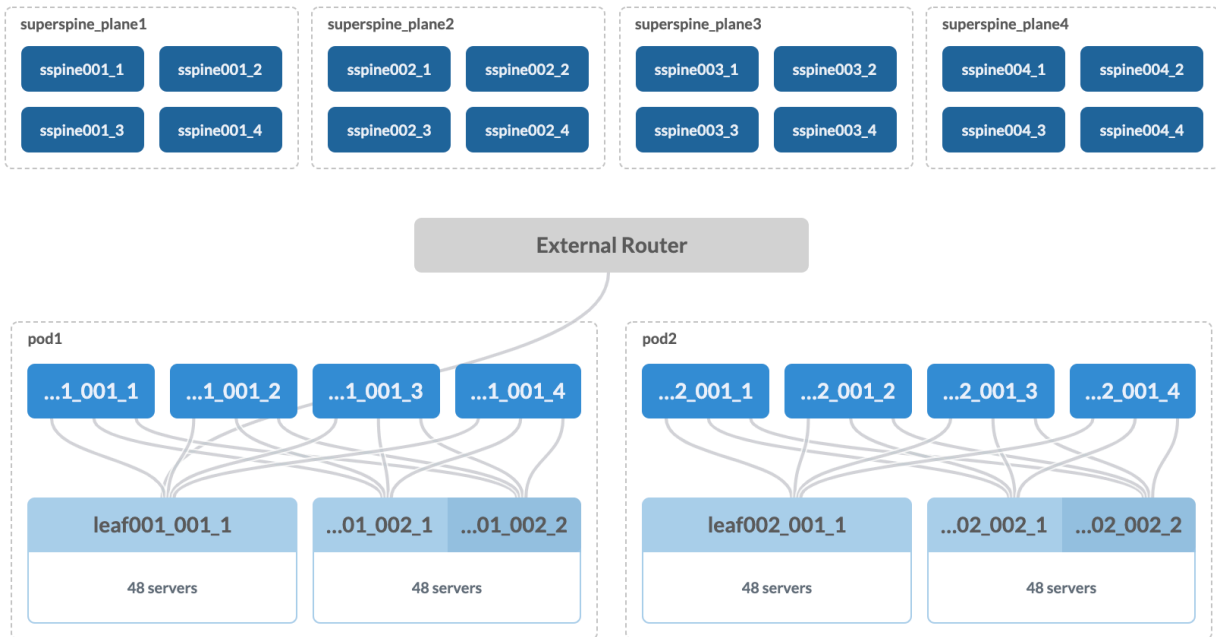 superspine_plane1
sspine001_1 sspine001_2
sspine001_3 sspine001_4
superspine_plane2
sspine002_1 sspine002_2
sspine002_3 sspine002_4
superspine_plane3
sspine003_1 sspine003_2
sspine003_3 sspine003_4
superspine_plane4
sspine004_1 sspine004_2
sspine004_3 sspine004_4
External Router
pod1
...1_001_1 ...1_001_2 ...1_001_3 ...1_001_4
leaf001_001_1 ...01_002_1 ...01_002_2
48 servers 48 servers
pod2
...2_001_1 ...2_001_2 ...2_001_3 ...2_001_4
leaf002_001_1 ...02_002_1 ...02_002_2
48 servers 48 servers